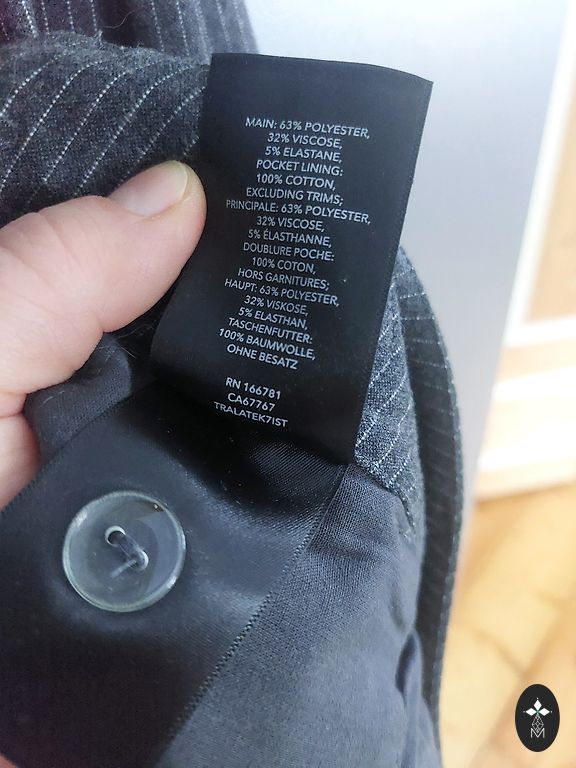 MAIN: 63% POLYESTER,
32% VISCOSE,
5% ELASTANE,
POCKET LINING:
100% COTTON,
EXCLUDING TRIMS;
PRINCIPALE: 63% POLYESTER,
32% VISCOSE,
5% ÉLASTHANNE,
DOUBLURE POCHE:
100% COTON,
HORS GARNITURES;
HAUPT: 63% POLYESTER,
32% VISKOSE,
5% ELASTHAN,
TASCHENFUTTER:
100% BAUMWOLLE,
OHNE BESATZ
RN 166781
CA67767
TRALATEK7IST
M